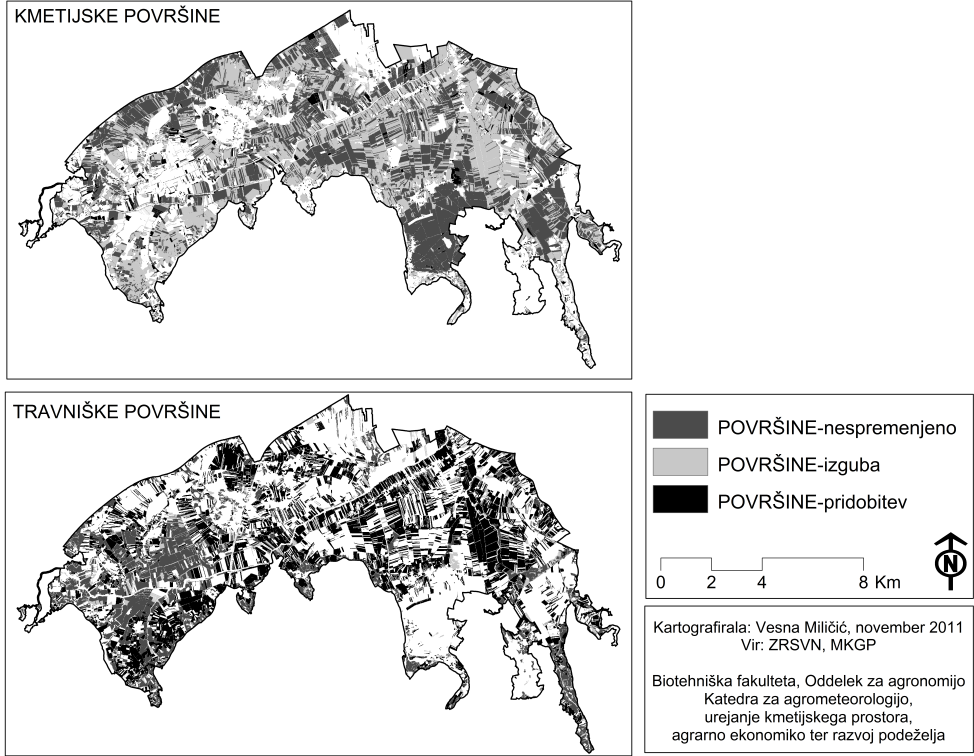 KMETIJSKE POVRŠINE
TRAVNIŠKE POVRŠINE
POVRŠINE-nespremenjeno
POVRŠINE-izguba
POVRŠINE-pridobitev
0 2 4 8 Km
N
Kartografirala: Vesna Miličić, november 2011
Vir: ZRSVN, MKGP
Biotehniška fakulteta, Oddelek za agronomijo
Katedra za agrometeorologijo,
urejanje kmetijskega prostora,
agrarno ekonomiko ter razvoj podeželja